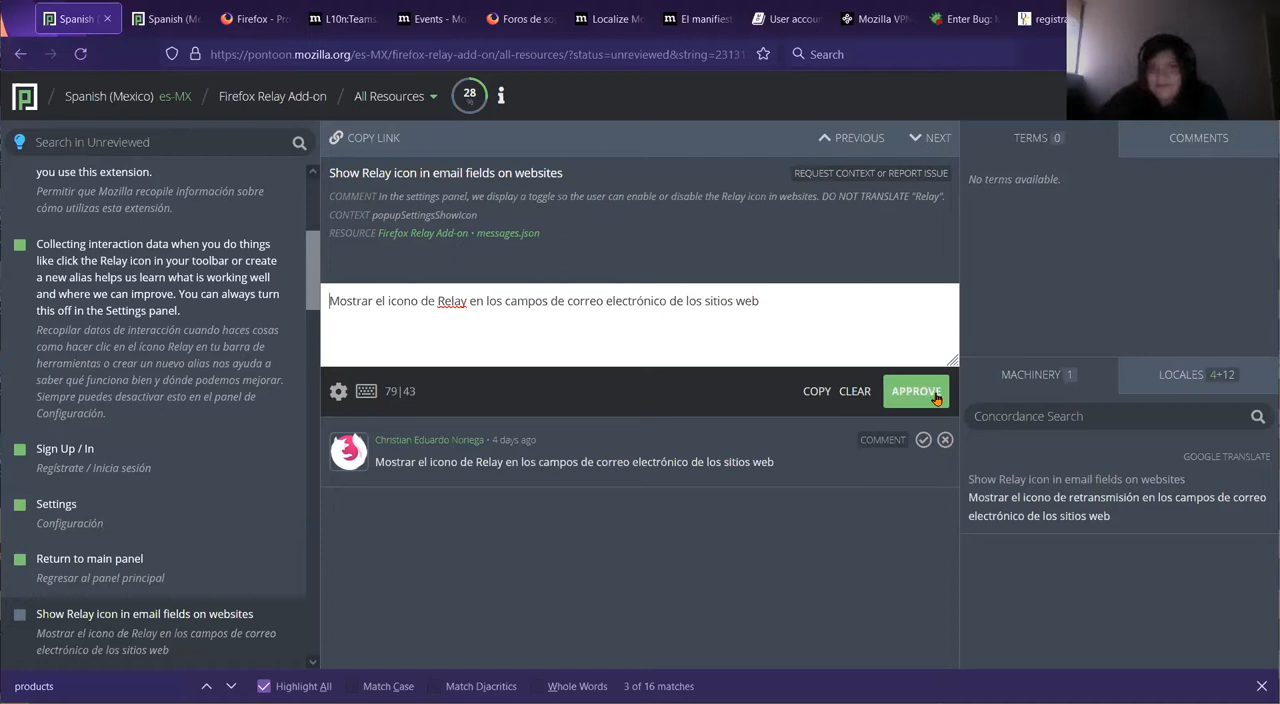 Spanish (
Spanish (Me
Firefox - Pro
L10n:Teams
Events - Mo
Foros de so
Localize Mo
El manifiest
User accou
Mozilla VPN
Enter Bug: M
registra
https://pontoon.mozilla.org/es-MX/firefox-relay-add-on/all-resources/?status=unreviewed&string=23131
Search
/ Spanish (Mexico) es-MX / Firefox Relay Add-on / All Resources
28
%
Search in Unreviewed
you use this extension.
Permitir que Mozilla recopile información sobre
cómo utilizas esta extensión.
Collecting interaction data when you do things
like click the Relay icon in your toolbar or create
a new alias helps us learn what is working well
and where we can improve. You can always turn
this off in the Settings panel.
Recopilar datos de interacción cuando haces cosas
como hacer clic en el ícono Relay en tu barra de
herramientas o crear un nuevo alias nos ayuda a
saber qué funciona bien y dónde podemos mejorar.
Siempre puedes desactivar esto en el panel de
Configuración.
Sign Up / In
Regístrate / Inicia sesión
Settings
Configuración
Return to main panel
Regresar al panel principal
Show Relay icon in email fields on websites
Mostrar el icono de Relay en los campos de correo
electrónico de los sitios web
COPY LINK
PREVIOUS
NEXT
Show Relay icon in email fields on websites
REQUEST CONTEXT or REPORT ISSUE
COMMENT In the settings panel, we display a toggle so the user can enable or disable the Relay icon in websites. DO NOT TRANSLATE "Relay".
CONTEXT popupSettingsShowIcon
RESOURCE Firefox Relay Add-on • messages.json
Mostrar el icono de Relay en los campos de correo electrónico de los sitios web
79|43
COPY
CLEAR
APPROVE
Christian Eduardo Noriega • 4 days ago
COMMENT
Mostrar el icono de Relay en los campos de correo electrónico de los sitios web
TERMS 0
COMMENTS
No terms available.
MACHINERY 1
LOCALES 4+12
Concordance Search
GOOGLE TRANSLATE
Show Relay icon in email fields on websites
Mostrar el icono de retransmisión en los campos de correo
electrónico de los sitios web
products
Highlight All
Match Case
Match Diacritics
Whole Words
3 of 16 matches